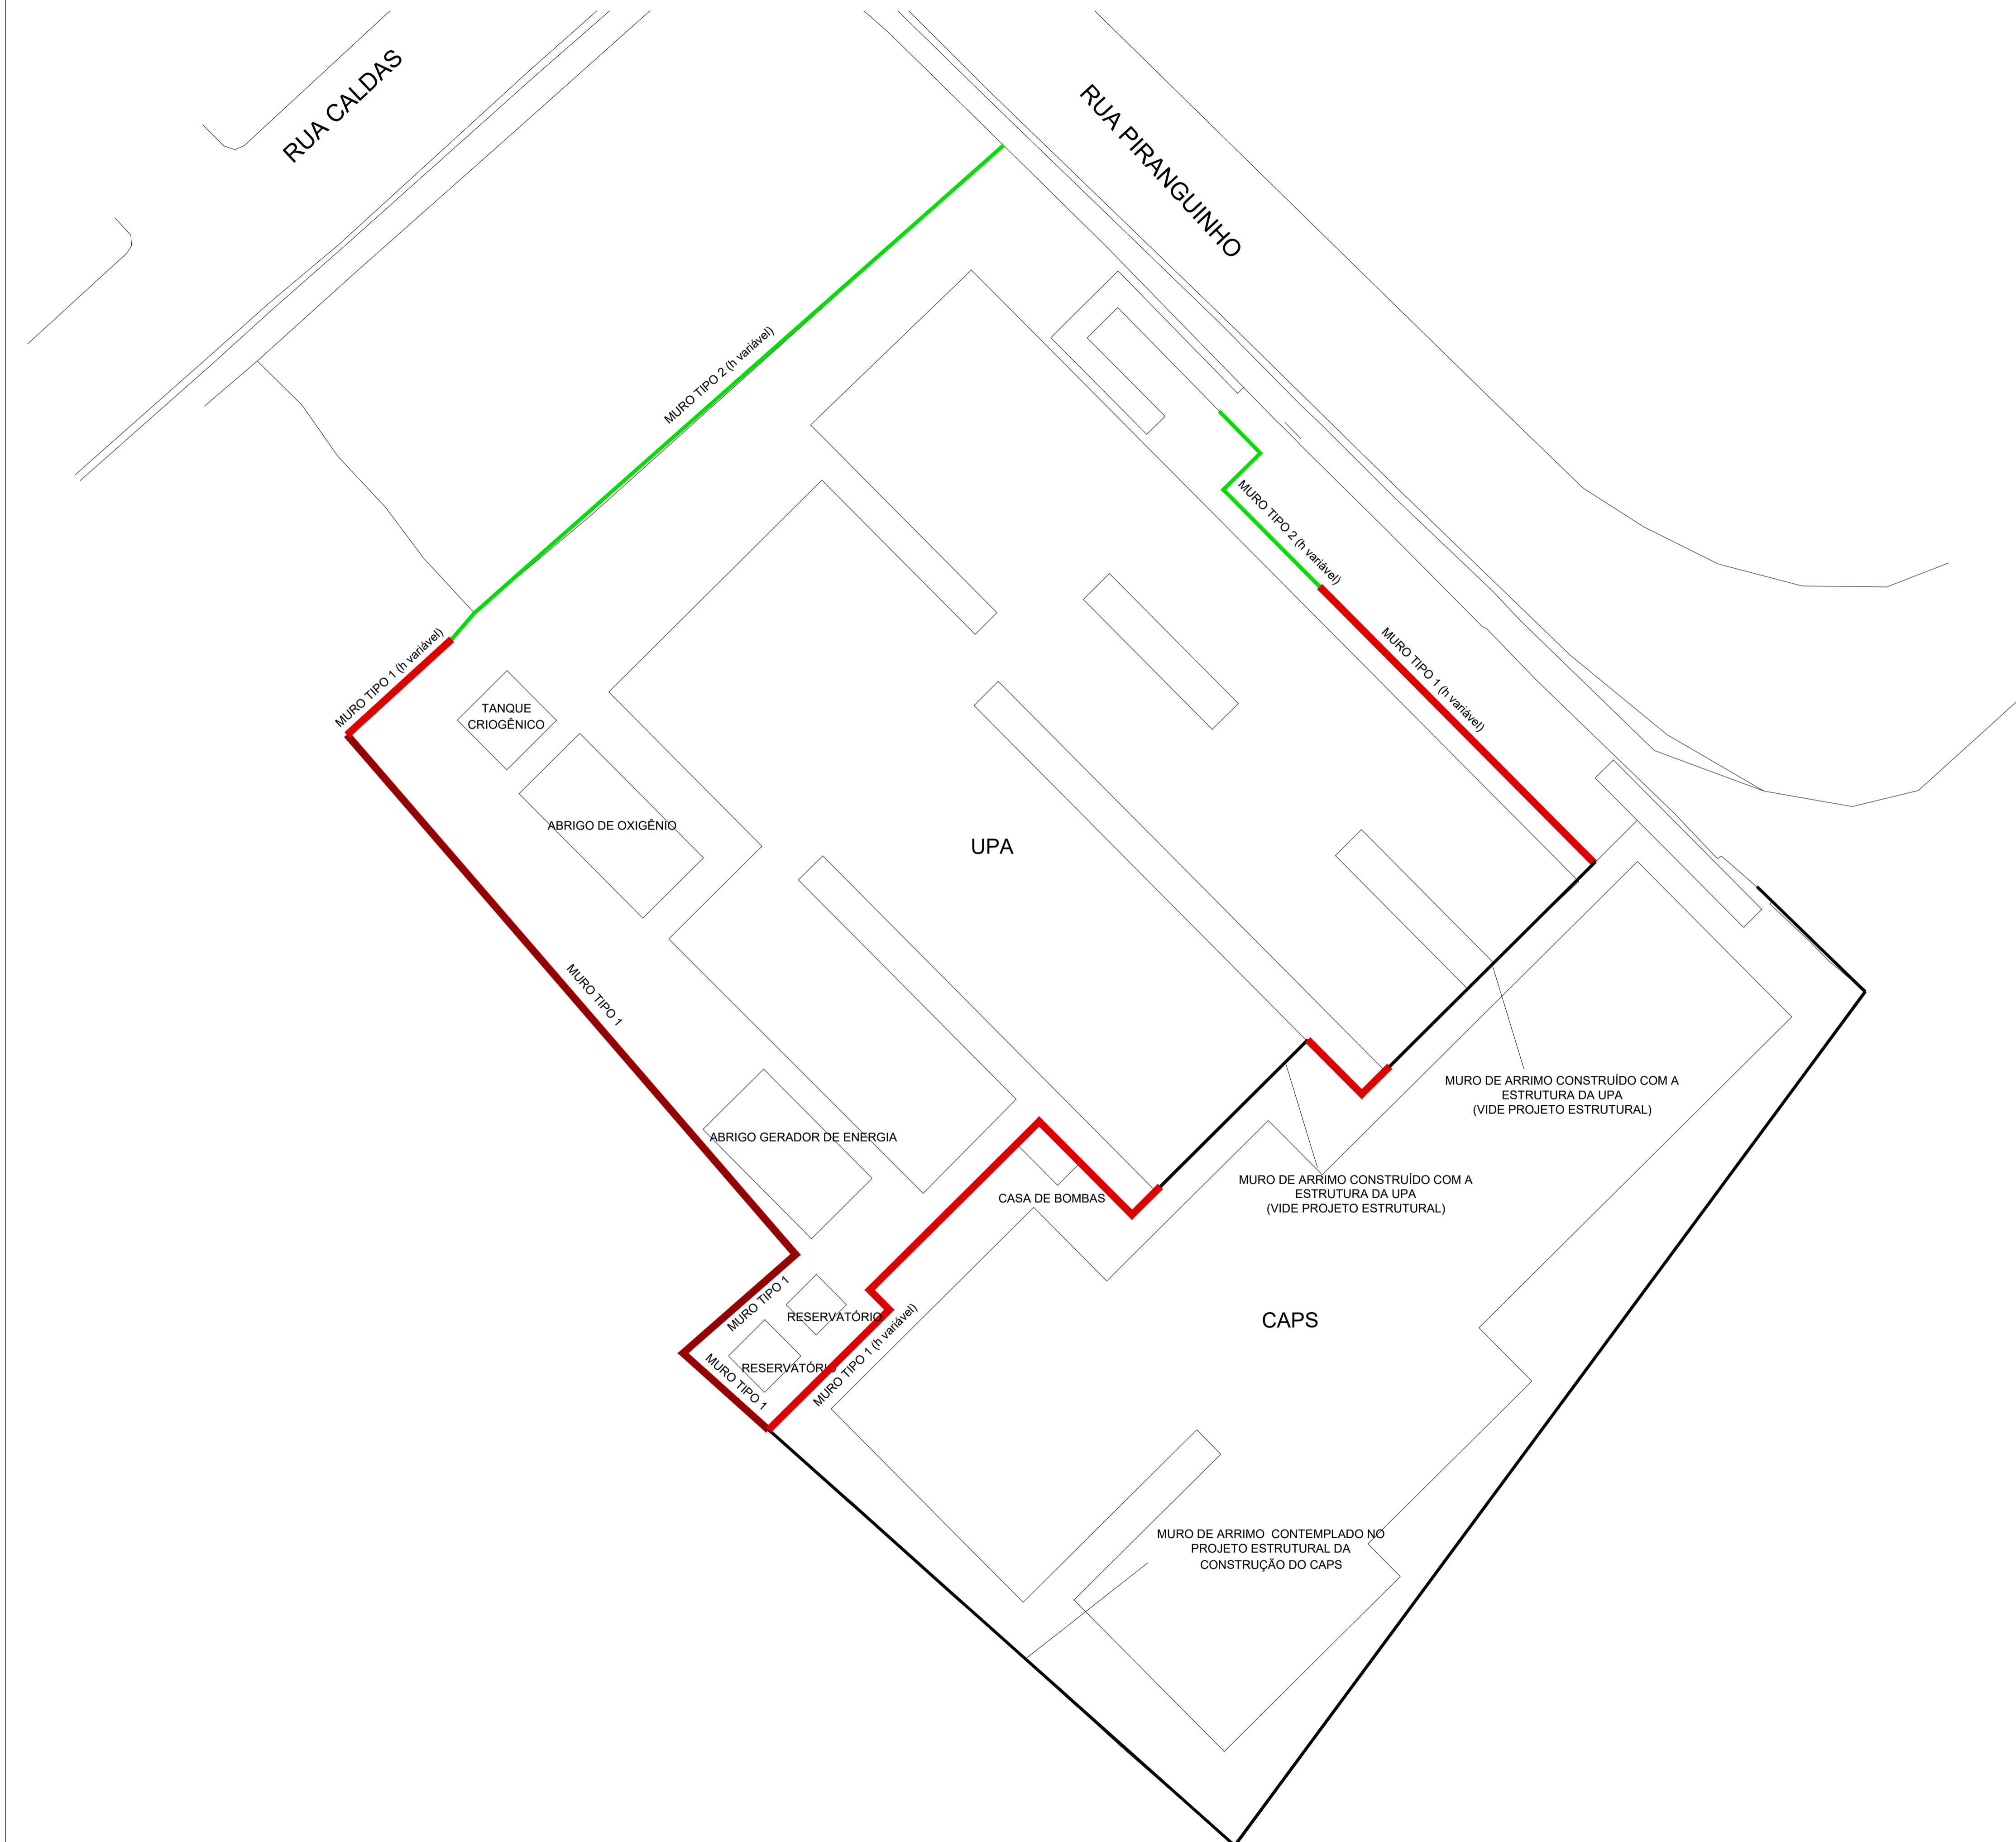 RUA CALDAS
RUA PIRANGUINHO
MURO TIPO 2 (h variável)
MURO TIPO 2 (h variável)
MURO TIPO 1 (h variável)
MURO TIPO 1 (h variável)
TANQUE
CRIOGÊNICO
ABRIGO DE OXIGÊNIO
UPA
MURO TIPO 1
MURO DE ARRIMO CONSTRUÍDO COM A
ESTRUTURA DA UPA
(VIDE PROJETO ESTRUTURAL)
ABRIGO GERADOR DE ENERGIA
CASA DE BOMBAS
MURO DE ARRIMO CONSTRUÍDO COM A
ESTRUTURA DA UPA
(VIDE PROJETO ESTRUTURAL)
MURO TIPO 1
RESERVATÓRIO
CAPS
RESERVATÓRIO
MURO TIPO 1
MURO TIPO 1 (h variável)
MURO DE ARRIMO  CONTEMPLADO NO
PROJETO ESTRUTURAL DA
CONSTRUÇÃO DO CAPS